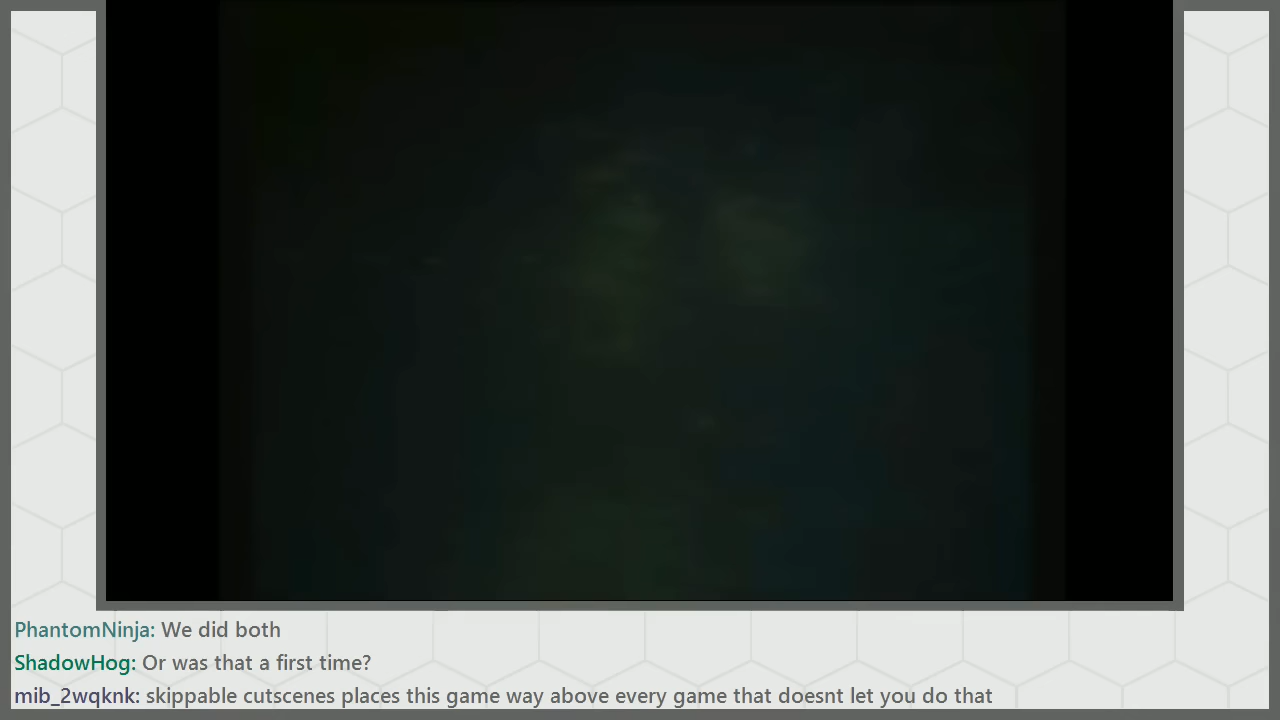 PhantomNinja: We did both
ShadowHog: Or was that a first time?
mib_2wqknk: skippable cutscenes places this game way above every game that doesnt let you do that